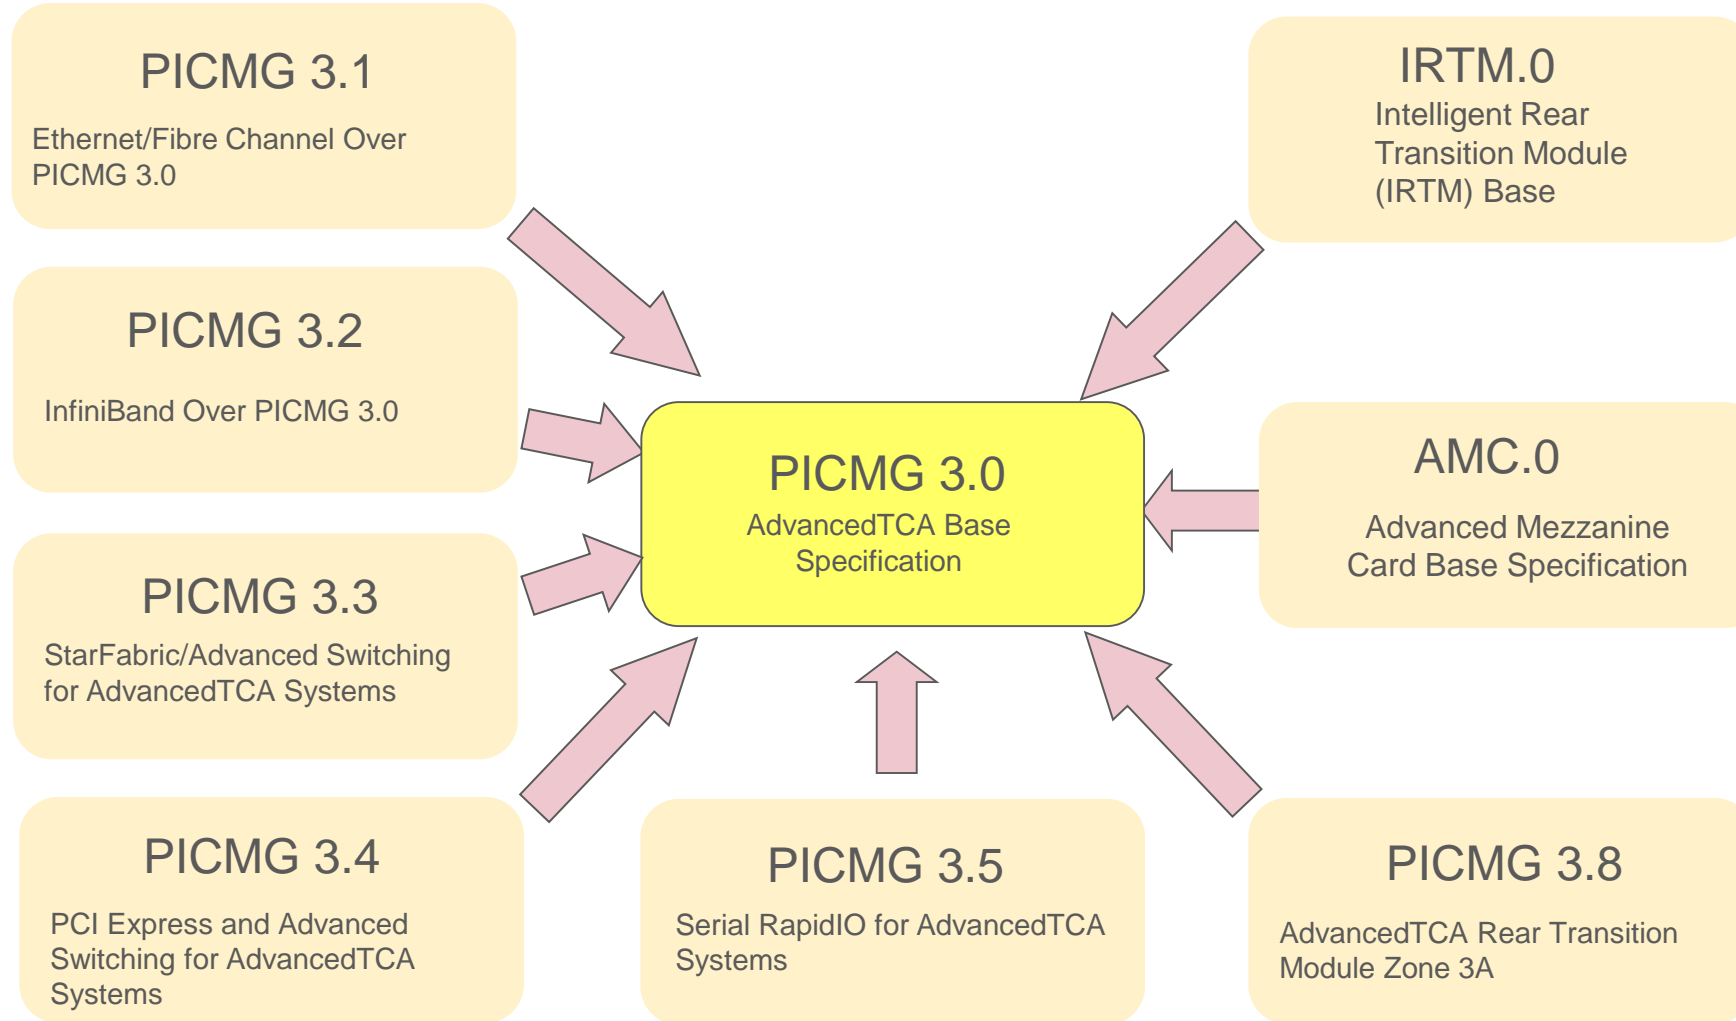 PICMG 3.1
Ethernet/Fibre Channel Over
PICMG 3.0
PICMG 3.2
InfiniBand Over PICMG 3.0
PICMG 3.3
StarFabric/Advanced Switching
for AdvancedTCA Systems
PICMG 3.4
PCI Express and Advanced
Switching for AdvancedTCA
Systems
PICMG 3.0
AdvancedTCA Base
Specification
PICMG 3.5
Serial RapidIO for AdvancedTCA
Systems
IRTM.0
Intelligent Rear
Transition Module
(IRTM) Base
AMC.0
Advanced Mezzanine
Card Base Specification
PICMG 3.8
AdvancedTCA Rear Transition
Module Zone 3A